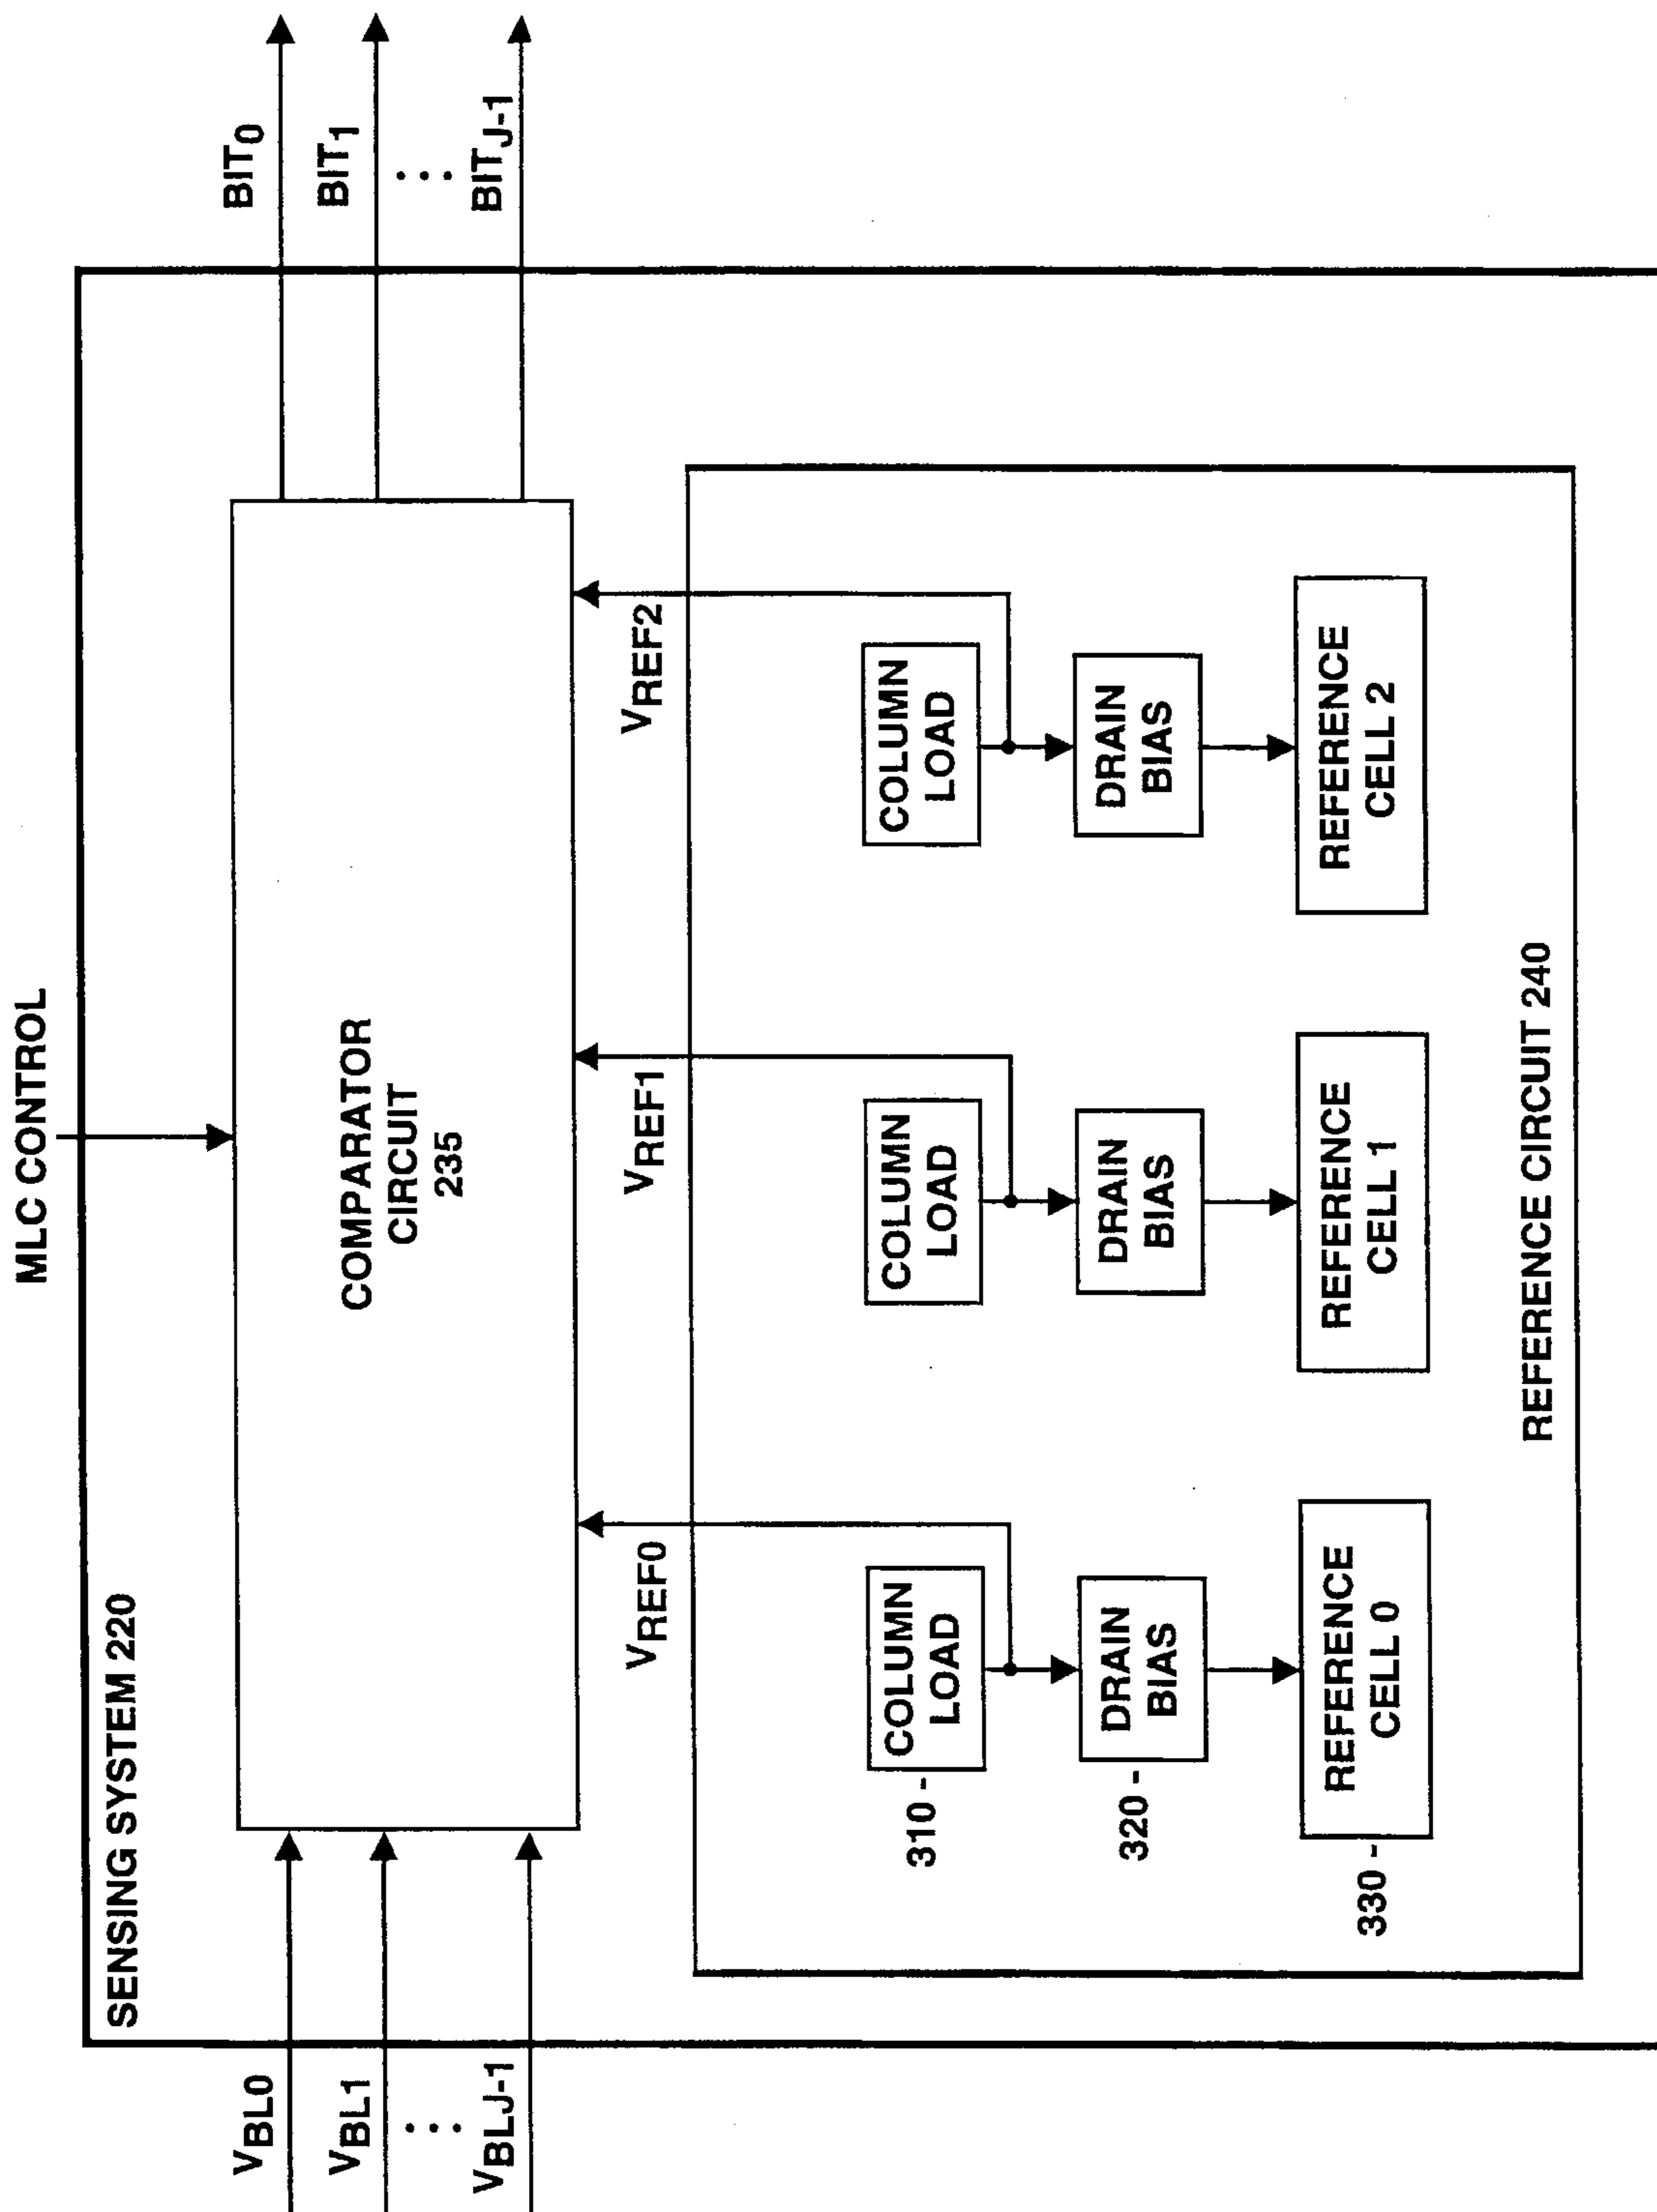 MLC CONTROL
SENSING SYSTEM 220
VBL0
VBL1
...
VBLJ-1
COMPARATOR
CIRCUIT
235
BIT0
BIT1
...
BITJ-1
VREF0
VREF1
VREF2
310 -
COLUMN
LOAD
COLUMN
LOAD
COLUMN
LOAD
320 -
DRAIN
BIAS
DRAIN
BIAS
DRAIN
BIAS
330 -
REFERENCE
CELL 0
REFERENCE
CELL 1
REFERENCE
CELL 2
REFERENCE CIRCUIT 240